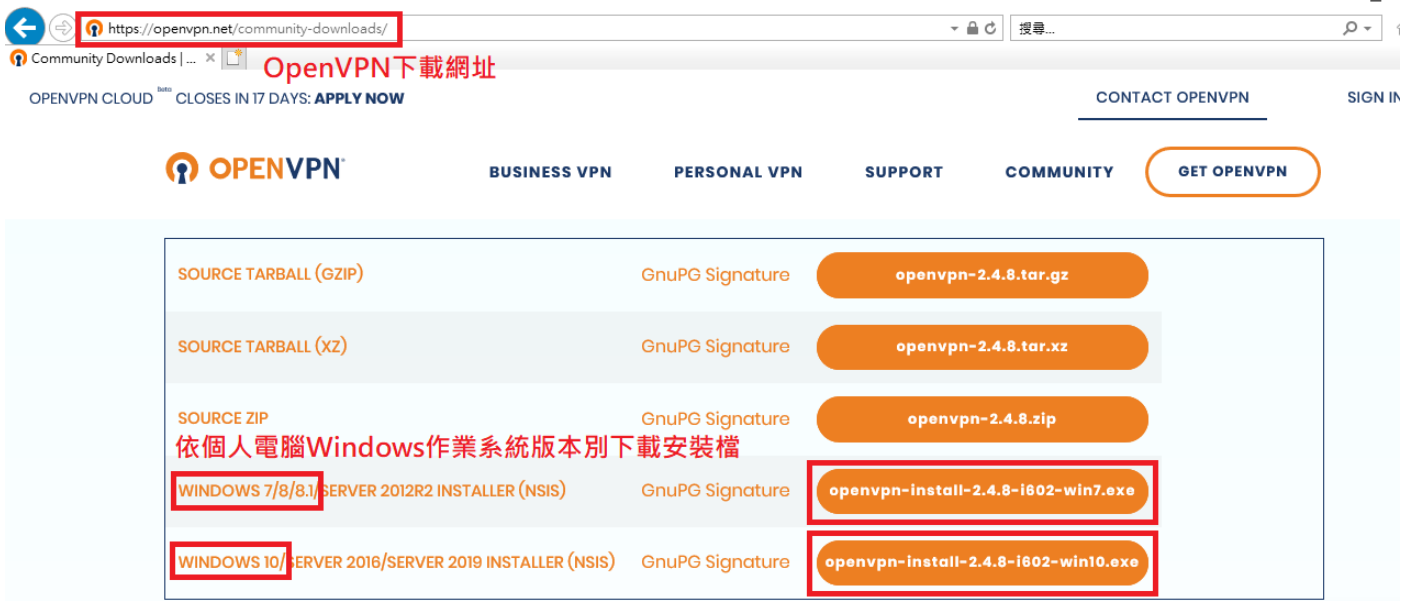 https://openvpn.net/community-downloads/
搜尋...
Community Downloads | ...
OpenVPN下載網址
OPENVPN CLOUD Beta CLOSES IN 17 DAYS: APPLY NOW
CONTACT OPENVPN
SIGN IN
OPENVPN
BUSINESS VPN
PERSONAL VPN
SUPPORT
COMMUNITY
GET OPENVPN
SOURCE TARBALL (GZIP) GnuPG Signature openvpn-2.4.8.tar.gz
SOURCE TARBALL (XZ) GnuPG Signature openvpn-2.4.8.tar.xz
SOURCE ZIP GnuPG Signature openvpn-2.4.8.zip
依個人電腦Windows作業系統版本別下載安裝檔
WINDOWS 7/8/8.1/SERVER 2012R2 INSTALLER (NSIS) GnuPG Signature openvpn-install-2.4.8-i602-win7.exe
WINDOWS 10/SERVER 2016/SERVER 2019 INSTALLER (NSIS) GnuPG Signature openvpn-install-2.4.8-i602-win10.exe